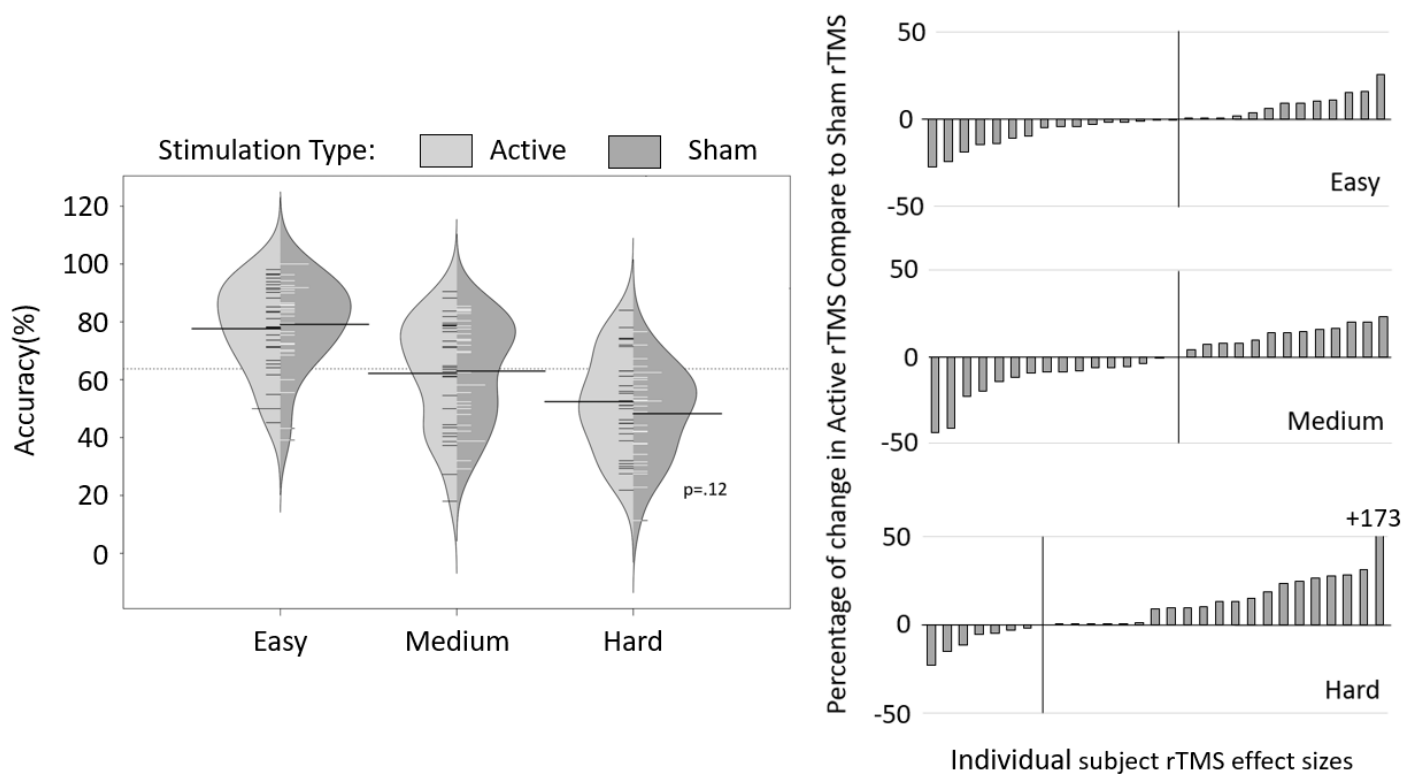 Stimulation Type: Active Sham
Accuracy(%)
120
100
80
60
40
20
0
p=.12
Easy Medium Hard
Percentage of change in Active rTMS Compare to Sham rTMS
50
0
-50
Easy
50
0
-50
Medium
+173
50
0
-50
Hard
Individual subject rTMS effect sizes